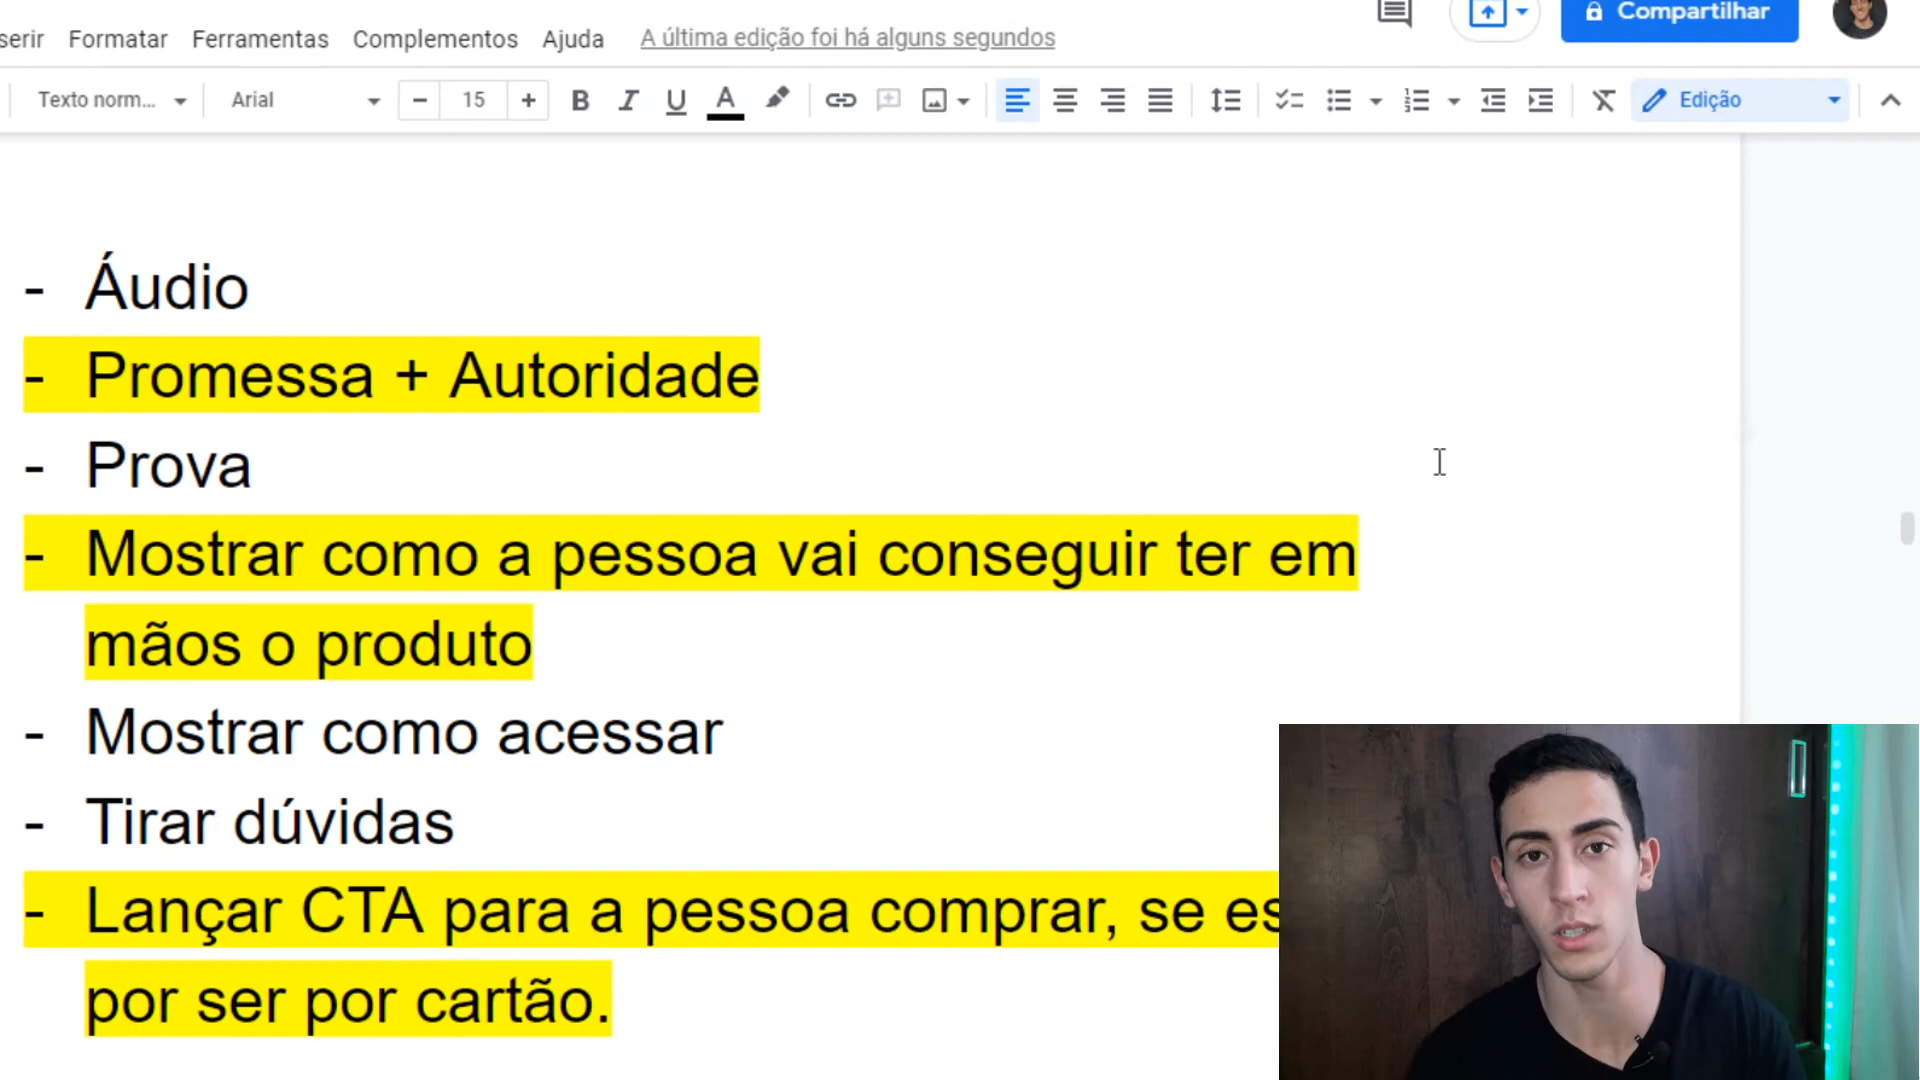 serir Formatar Ferramentas Complementos Ajuda A última edição foi há alguns segundos Compartilhar
Texto norm... Arial 15 Edição
- Áudio
- Promessa + Autoridade
- Prova
- Mostrar como a pessoa vai conseguir ter em
mãos o produto
- Mostrar como acessar
- Tirar dúvidas
- Lançar CTA para a pessoa comprar, se es
por ser por cartão.